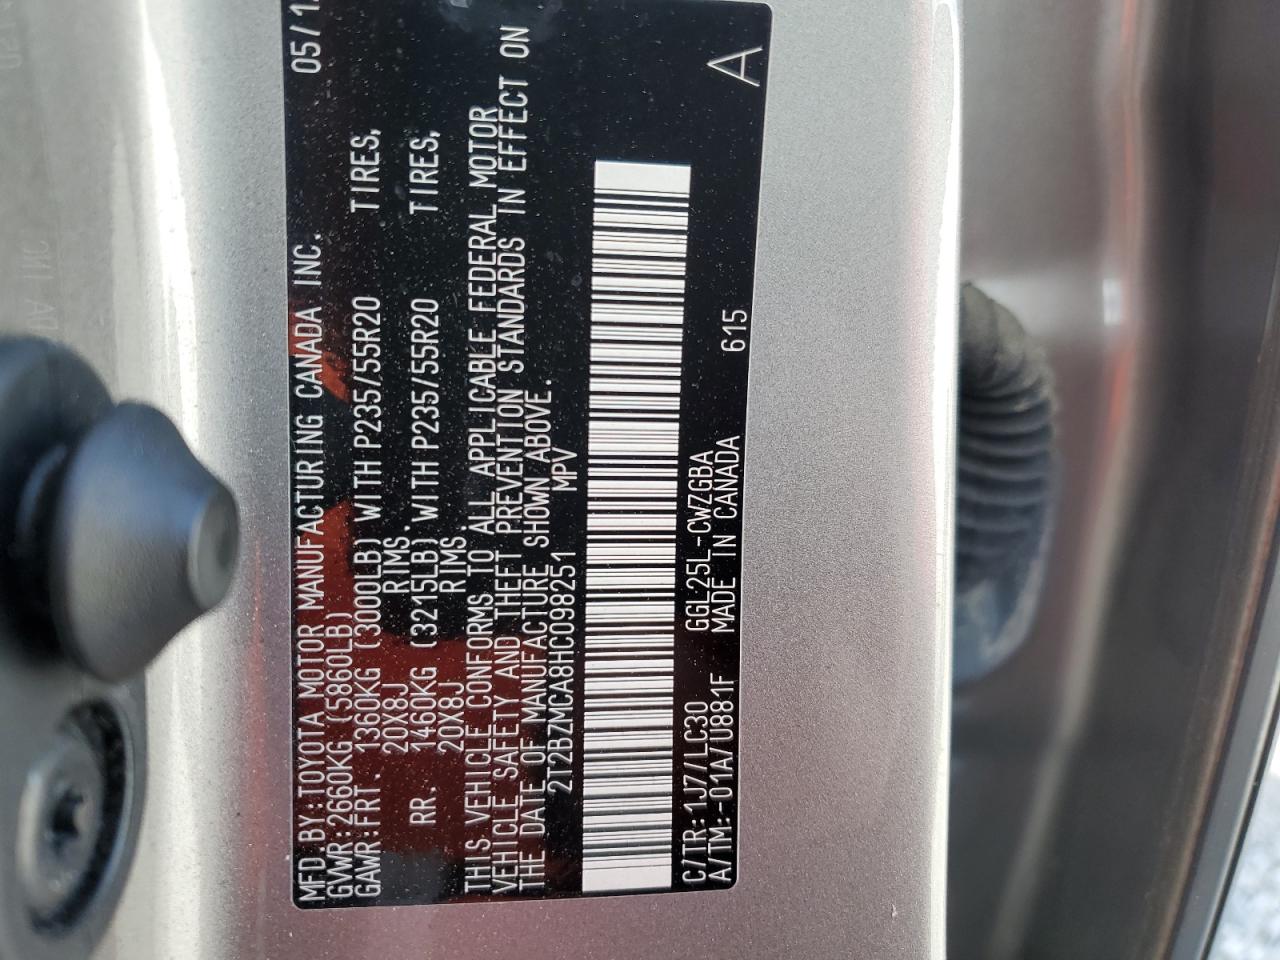 MFD.BY:TOYOTA MOTOR MANUFACTURING CANADA INC. 05/1
GVWR:2660KG (5860LB)
GAWR:FRT. 1360KG (3000LB) WITH P235/55R20 TIRES,
20X8J RIMS.
RR. 1460KG (3215LB) WITH P235/55R20 TIRES,
20X8J RIMS.
THIS VEHICLE CONFORMS TO ALL APPLICABLE FEDERAL MOTOR
VEHICLE SAFETY AND THEFT PREVENTION STANDARDS IN EFFECT ON
THE DATE OF MANUFACTURE SHOWN ABOVE.
2T2BZMCA8HC098251 MPV
C/TR:1J7/LC30 GGL25L-CWZGBA
A/TM:-01A/U881F MADE IN CANADA 615
A